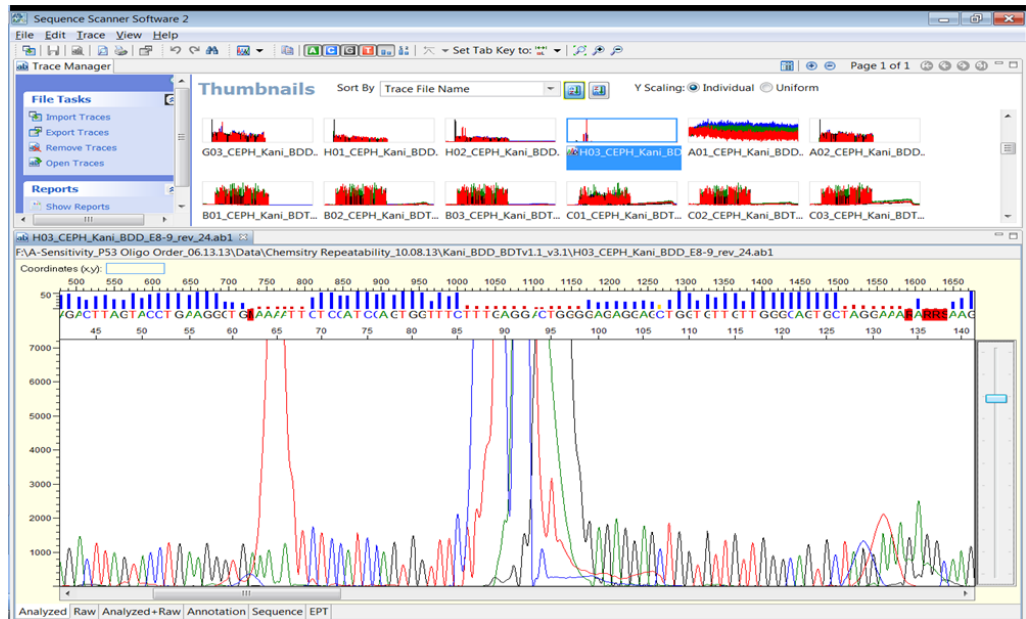 Sequence Scanner Software 2
File Edit Trace View Help
Set Tab Key to:
Trace Manager
Page 1 of 1
File Tasks
Import Traces
Export Traces
Remove Traces
Open Traces
Reports
Show Reports
Thumbnails Sort By Trace File Name Y Scaling: Individual Uniform
G03_CEPH_Kani_BDD.. H01_CEPH_Kani_BDD. H02_CEPH_Kani_BDD. H03_CEPH_Kani_BD A01_CEPH_Kani_BDD.. A02_CEPH_Kani_BDD..
B01_CEPH_Kani_BDT... B02_CEPH_Kani_BDT... B03_CEPH_Kani_BDT... C01_CEPH_Kani_BDT... C02_CEPH_Kani_BDT... C03_CEPH_Kani_BDT...
H03_CEPH_Kani_BDD_E8-9_rev_24.ab1
F:\A-Sensitivity_P53 Oligo Order_06.13.13\Data\Chemsitry Repeatability_10.08.13\Kani_BDD_BDTv1.1_v3.1\H03_CEPH_Kani_BDD_E8-9_rev_24.ab1
Coordinates (x,y):
500 550 600 650 700 750 800 850 900 950 1000 1050 1100 1150 1200 1250 1300 1350 1400 1450 1500 1550 1600 1650
50
45 50 55 60 65 70 75 80 85 90 95 100 105 110 115 120 125 130 135 140
7000
6000
5000
4000
3000
2000
1000
Analyzed Raw Analyzed+Raw Annotation Sequence EPT